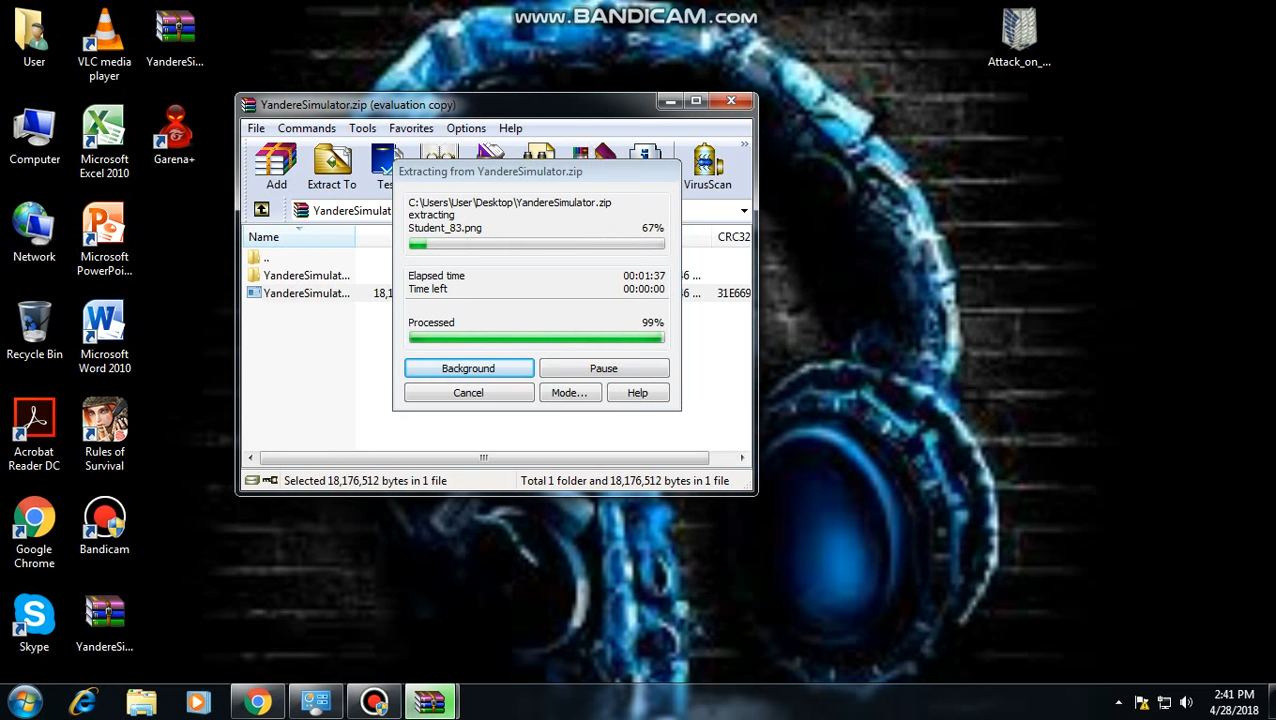 www.BANDICAM.com
User
VLC media
player
YandereSi...
Attack_on_...
Computer
Microsoft
Excel 2010
Garena+
Network
Microsoft
PowerPoi...
Recycle Bin
Microsoft
Word 2010
Acrobat
Reader DC
Rules of
Survival
Google
Chrome
Bandicam
Skype
YandereSi...
YandereSimulator.zip (evaluation copy)
File Commands Tools Favorites Options Help
Add Extract To VirusScan
Name CRC32
..
YandereSimulat...
YandereSimulat... 31E669
Selected 18,176,512 bytes in 1 file Total 1 folder and 18,176,512 bytes in 1 file
Extracting from YandereSimulator.zip
C:\Users\User\Desktop\YandereSimulator.zip
extracting
Student_83.png 67%
Elapsed time 00:01:37
Time left 00:00:00
Processed 99%
Background Pause
Cancel Mode... Help
2:41 PM
4/28/2018